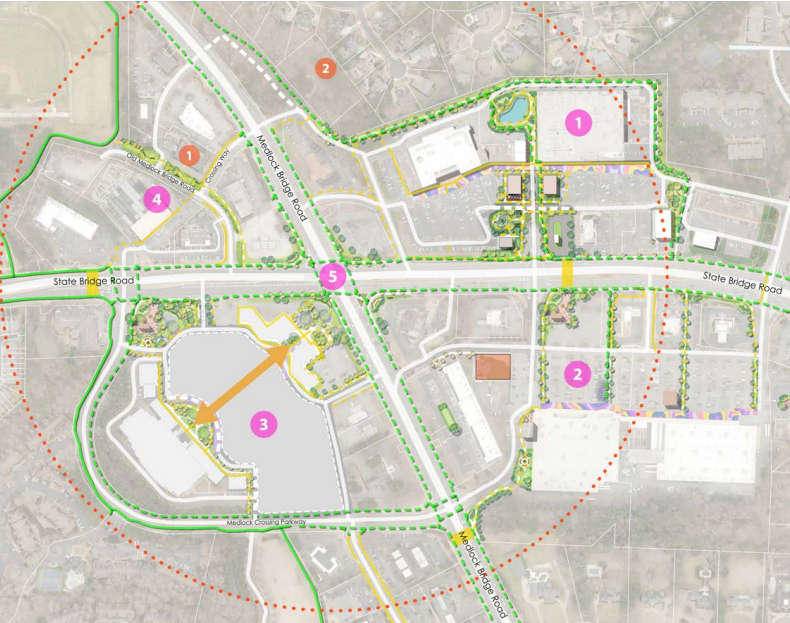 2
1
1
Medlock Bridge Road
Crossing Way
Old Medlock Bridge Road
4
State Bridge Road
5
State Bridge Road
2
3
Medlock Crossing Parkway
Medlock Bridge Road